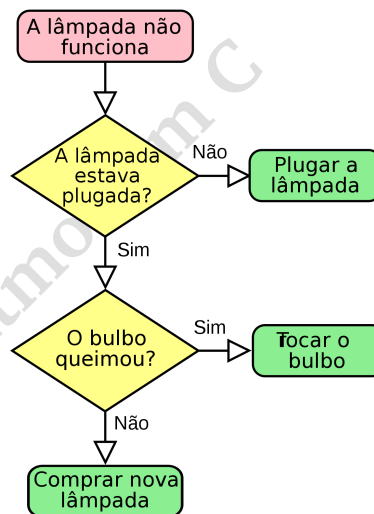 A lâmpada não
funciona
A lâmpada
estava
plugada?
Não
Plugar a
lâmpada
Sim
O bulbo
queimou?
Sim
Tocar o
bulbo
Não
Comprar nova
lâmpada